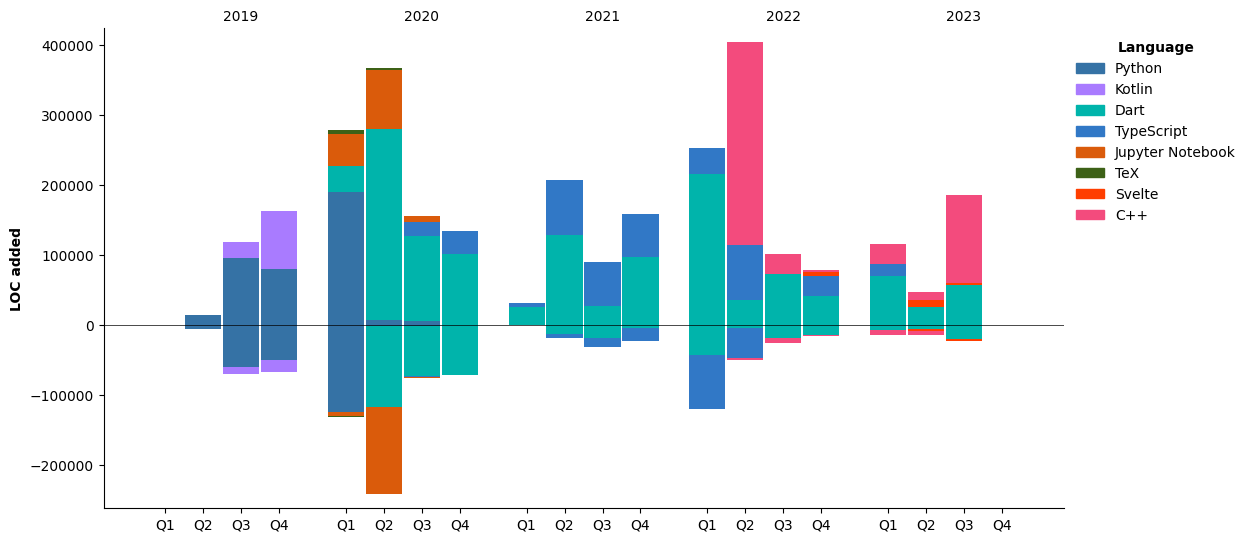 2019 2020 2021 2022 2023
Language
Python
Kotlin
Dart
TypeScript
Jupyter Notebook
TeX
Svelte
C++
LOC added
400000
300000
200000
100000
0
−100000
−200000
Q1 Q2 Q3 Q4 Q1 Q2 Q3 Q4 Q1 Q2 Q3 Q4 Q1 Q2 Q3 Q4 Q1 Q2 Q3 Q4